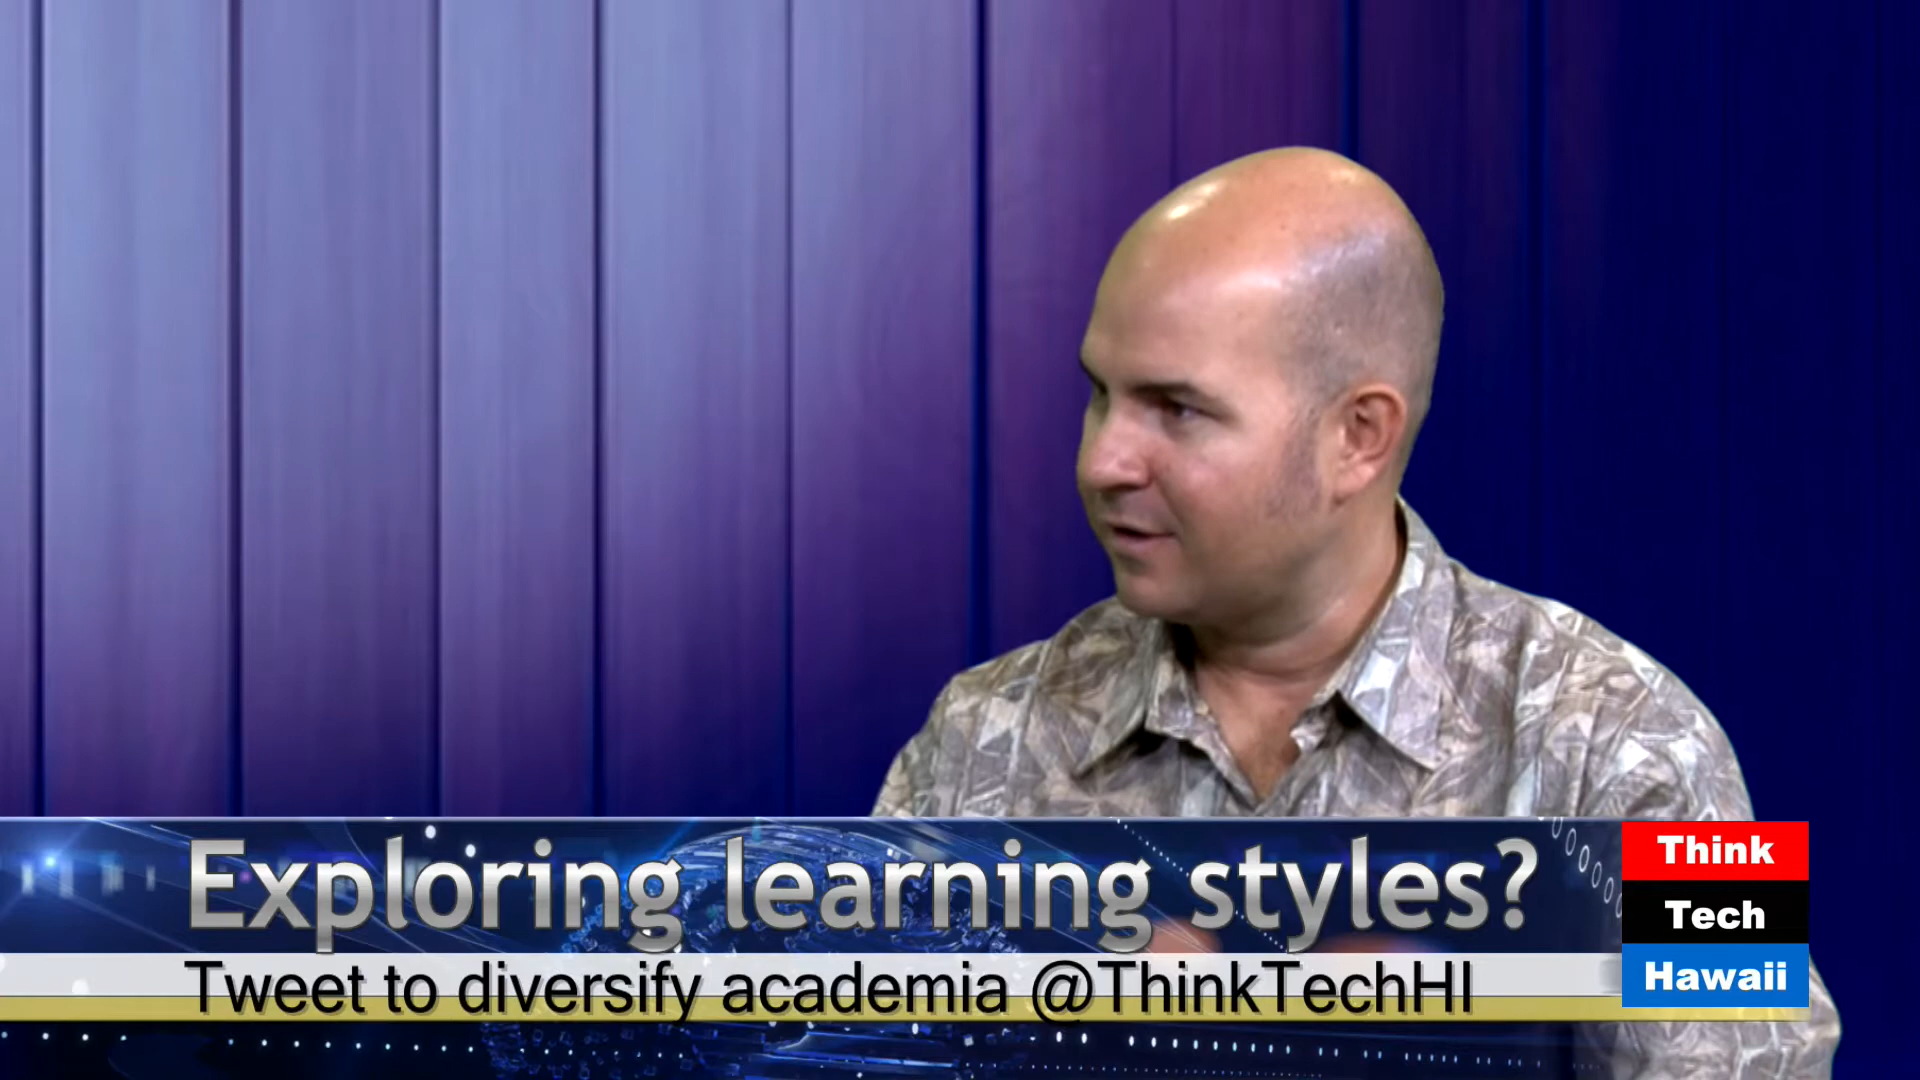 Exploring learning styles?
Tweet to diversify academia @ThinkTechHI
Think
Tech
Hawaii